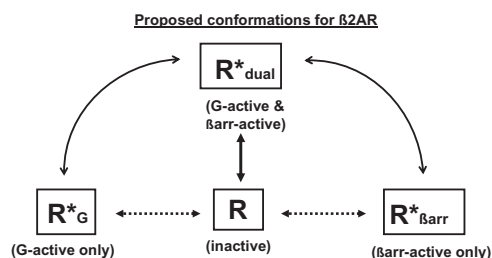 Proposed conformations for ß2AR
R*dual
(G-active &
ßarr-active)
R*G
R
R*ßarr
(G-active only)
(inactive)
(ßarr-active only)